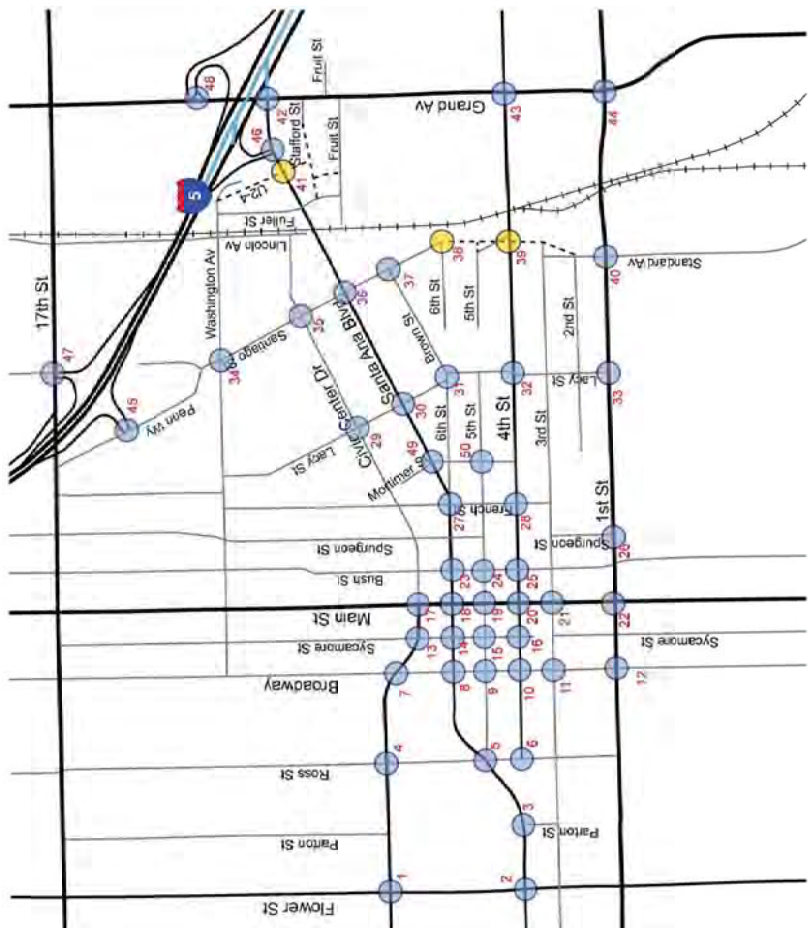 48
Fruit St
42
46
Stafford St
Grand Av
43
44
41
Fruit St
5
U2-A
Fuller St
Lincoln Av
38
39
Standard Av
40
17th St
Washington Av
36
37
6th St
5th St
2nd St
35
Santa Ana Blvd
Brown St
Santiago
47
34
31
32
Lacy St
33
45
Penn Wy
Civic Center Dr
30
29
6th St
5th St
4th St
3rd St
Lacy St
49
50
Mortimer St
1st St
27
French St
28
Spurgeon St
Spurgeon St
26
Bush St
23
24
25
Main St
17
18
19
20
21
22
Sycamore St
13
14
15
16
Sycamore St
Broadway
7
8
9
10
11
12
Ross St
4
5
6
3
Parton St
Parton St
1
2
Flower St